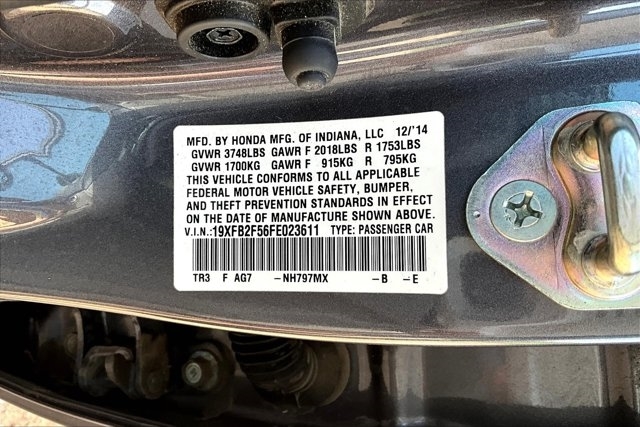 MFD. BY HONDA MFG. OF INDIANA, LLC 12/'14
GVWR 3748LBS GAWR F 2018LBS R 1753LBS
GVWR 1700KG GAWR F 915KG R 795KG
THIS VEHICLE CONFORMS TO ALL APPLICABLE
FEDERAL MOTOR VEHICLE SAFETY, BUMPER,
AND THEFT PREVENTION STANDARDS IN EFFECT
ON THE DATE OF MANUFACTURE SHOWN ABOVE.
V.I.N.:19XFB2F56FE023611 TYPE: PASSENGER CAR
TR3 F AG7 -NH797MX -B -E